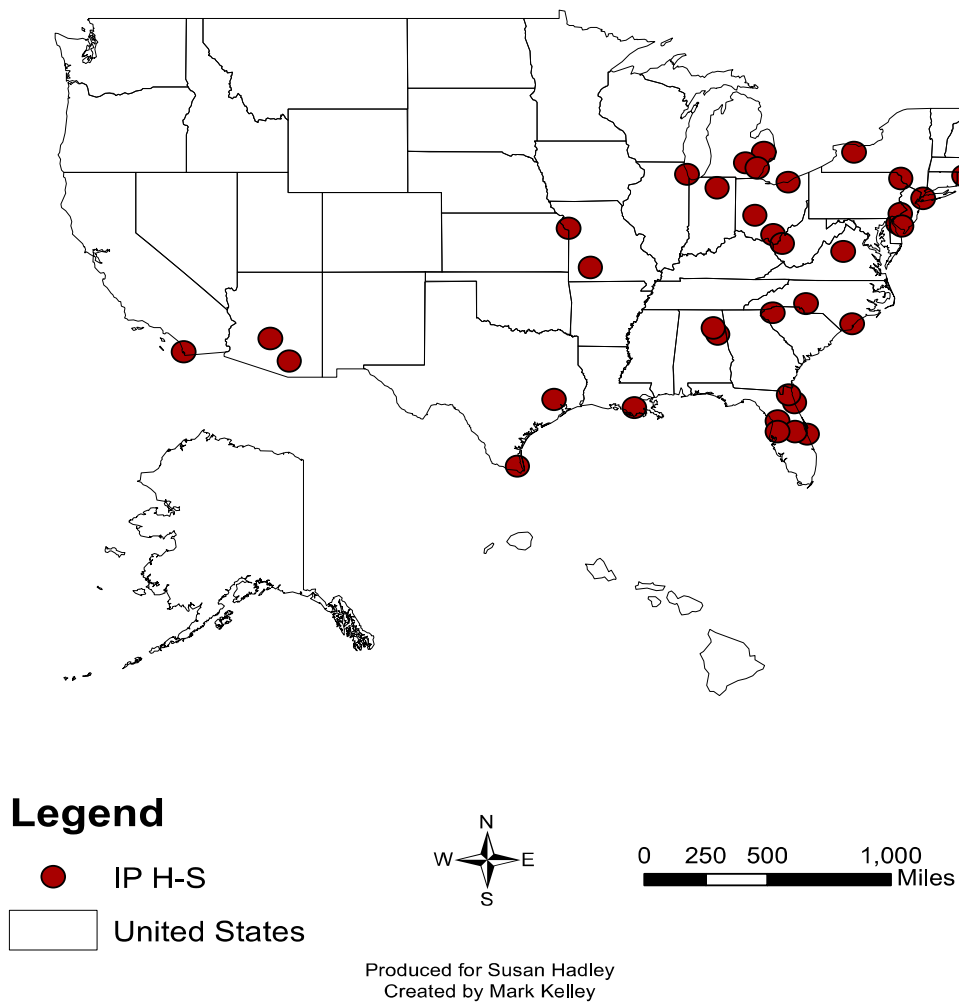 Legend
IP H-S
United States
N
W E
S
0 250 500 1,000
Miles
Produced for Susan Hadley
Created by Mark Kelley